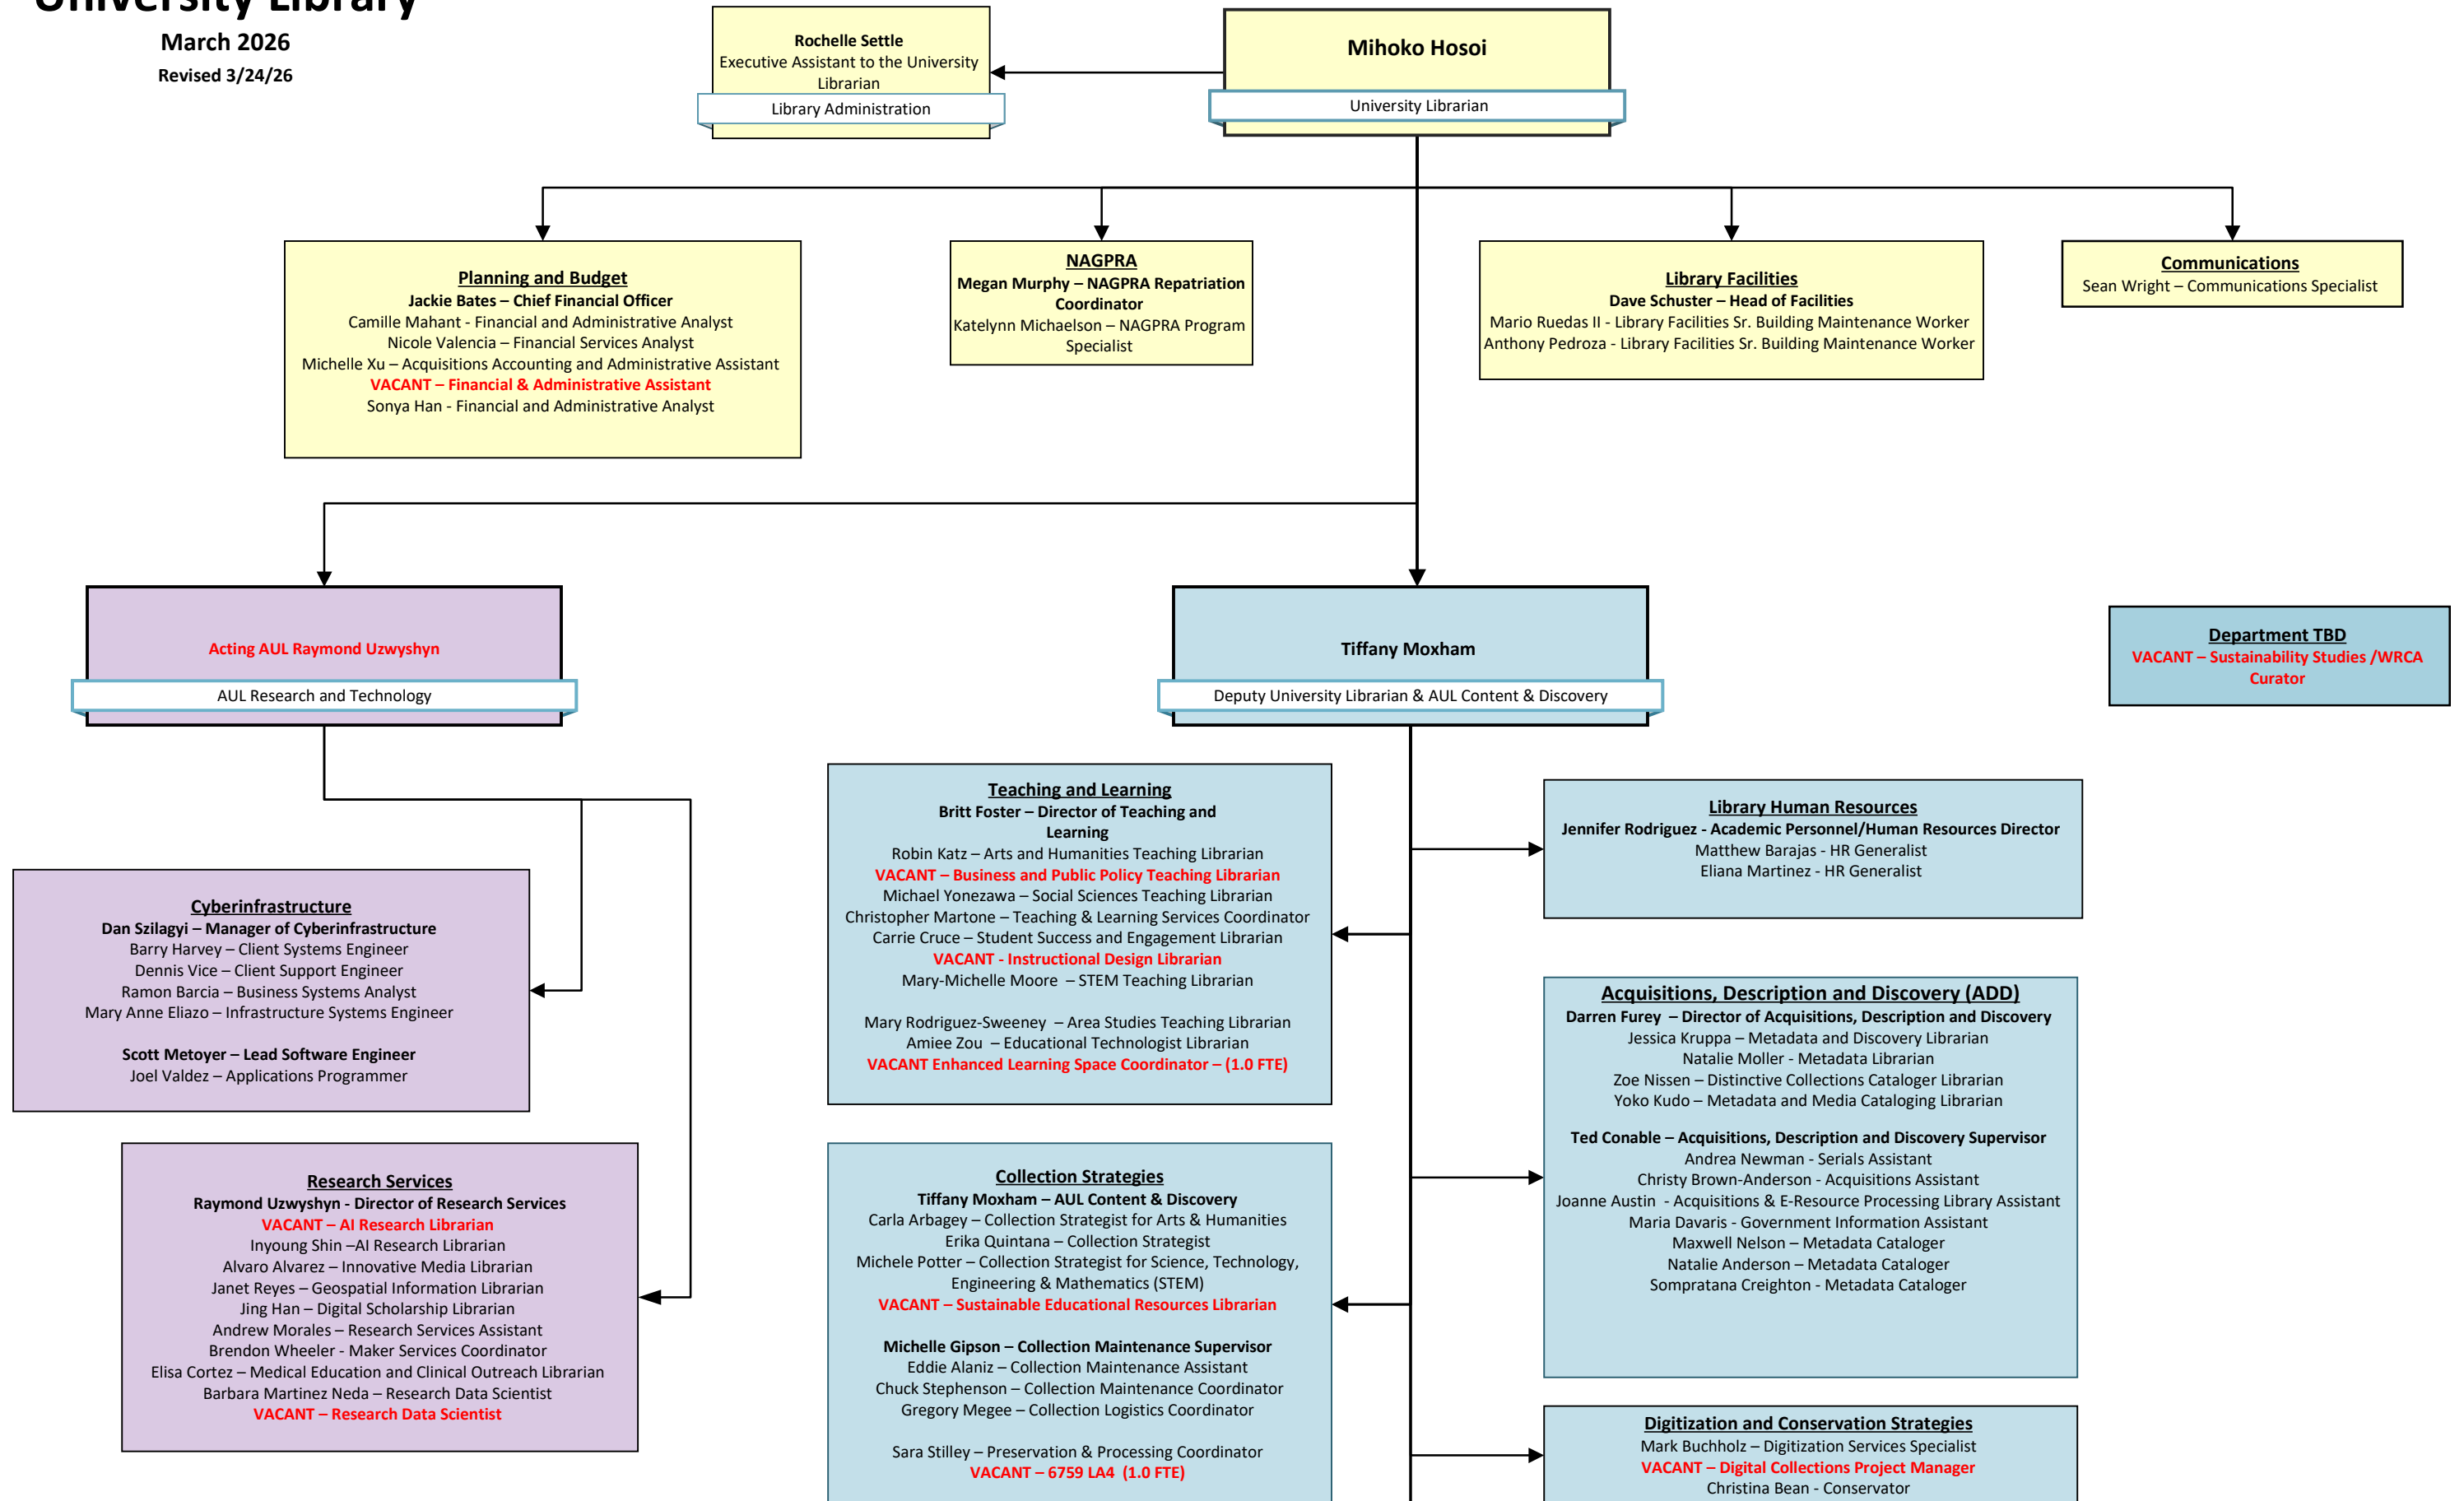 University Library
March 2026
Revised 3/24/26
Rochelle Settle
Executive Assistant to the University
Librarian
Library Administration
Mihoko Hosoi
University Librarian
Planning and Budget
Jackie Bates – Chief Financial Officer
Camille Mahant - Financial and Administrative Analyst
Nicole Valencia – Financial Services Analyst
Michelle Xu – Acquisitions Accounting and Administrative Assistant
VACANT – Financial & Administrative Assistant
Sonya Han - Financial and Administrative Analyst
NAGPRA
Megan Murphy – NAGPRA Repatriation
Coordinator
Katelynn Michaelson – NAGPRA Program
Specialist
Library Facilities
Dave Schuster – Head of Facilities
Mario Ruedas II - Library Facilities Sr. Building Maintenance Worker
Anthony Pedroza - Library Facilities Sr. Building Maintenance Worker
Communications
Sean Wright – Communications Specialist
Acting AUL Raymond Uzwyshyn
AUL Research and Technology
Tiffany Moxham
Deputy University Librarian & AUL Content & Discovery
Department TBD
VACANT – Sustainability Studies /WRCA
Curator
Cyberinfrastructure
Dan Szilagyi – Manager of Cyberinfrastructure
Barry Harvey – Client Systems Engineer
Dennis Vice – Client Support Engineer
Ramon Barcia – Business Systems Analyst
Mary Anne Eliazo – Infrastructure Systems Engineer
Scott Metoyer – Lead Software Engineer
Joel Valdez – Applications Programmer
Research Services
Raymond Uzwyshyn - Director of Research Services
VACANT – AI Research Librarian
Inyoung Shin –AI Research Librarian
Alvaro Alvarez – Innovative Media Librarian
Janet Reyes – Geospatial Information Librarian
Jing Han – Digital Scholarship Librarian
Andrew Morales – Research Services Assistant
Brendon Wheeler - Maker Services Coordinator
Elisa Cortez – Medical Education and Clinical Outreach Librarian
Barbara Martinez Neda – Research Data Scientist
VACANT – Research Data Scientist
Teaching and Learning
Britt Foster – Director of Teaching and
Learning
Robin Katz – Arts and Humanities Teaching Librarian
VACANT – Business and Public Policy Teaching Librarian
Michael Yonezawa – Social Sciences Teaching Librarian
Christopher Martone – Teaching & Learning Services Coordinator
Carrie Cruce – Student Success and Engagement Librarian
VACANT - Instructional Design Librarian
Mary-Michelle Moore – STEM Teaching Librarian
Mary Rodriguez-Sweeney – Area Studies Teaching Librarian
Amiee Zou – Educational Technologist Librarian
VACANT Enhanced Learning Space Coordinator – (1.0 FTE)
Collection Strategies
Tiffany Moxham – AUL Content & Discovery
Carla Arbagey – Collection Strategist for Arts & Humanities
Erika Quintana – Collection Strategist
Michele Potter – Collection Strategist for Science, Technology,
Engineering & Mathematics (STEM)
VACANT – Sustainable Educational Resources Librarian
Michelle Gipson – Collection Maintenance Supervisor
Eddie Alaniz – Collection Maintenance Assistant
Chuck Stephenson – Collection Maintenance Coordinator
Gregory Megee – Collection Logistics Coordinator
Sara Stilley – Preservation & Processing Coordinator
VACANT – 6759 LA4 (1.0 FTE)
Library Human Resources
Jennifer Rodriguez - Academic Personnel/Human Resources Director
Matthew Barajas - HR Generalist
Eliana Martinez - HR Generalist
Acquisitions, Description and Discovery (ADD)
Darren Furey – Director of Acquisitions, Description and Discovery
Jessica Kruppa – Metadata and Discovery Librarian
Natalie Moller - Metadata Librarian
Zoe Nissen – Distinctive Collections Cataloger Librarian
Yoko Kudo – Metadata and Media Cataloging Librarian
Ted Conable – Acquisitions, Description and Discovery Supervisor
Andrea Newman - Serials Assistant
Christy Brown-Anderson - Acquisitions Assistant
Joanne Austin - Acquisitions & E-Resource Processing Library Assistant
Maria Davaris - Government Information Assistant
Maxwell Nelson – Metadata Cataloger
Natalie Anderson – Metadata Cataloger
Sompratana Creighton - Metadata Cataloger
Digitization and Conservation Strategies
Mark Buchholz – Digitization Services Specialist
VACANT – Digital Collections Project Manager
Christina Bean - Conservator